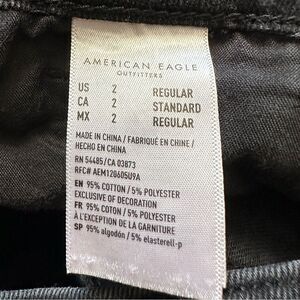 AMERICAN EAGLE
OUTFITTERS
US 2 REGULAR
CA 2 STANDARD
MX 2 REGULAR
MADE IN CHINA / FABRIQUÉ EN CHINE /
HECHO EN CHINA
RN 54485/CA 03873
RFC# AEM120605U9A
EN 95% COTTON / 5% POLYESTER
EXCLUSIVE OF DECORATION
FR 95% COTTON / 5% POLYESTER
À L'EXCEPTION DE LA GARNITURE
SP 95% algodón / 5% elasterell-p